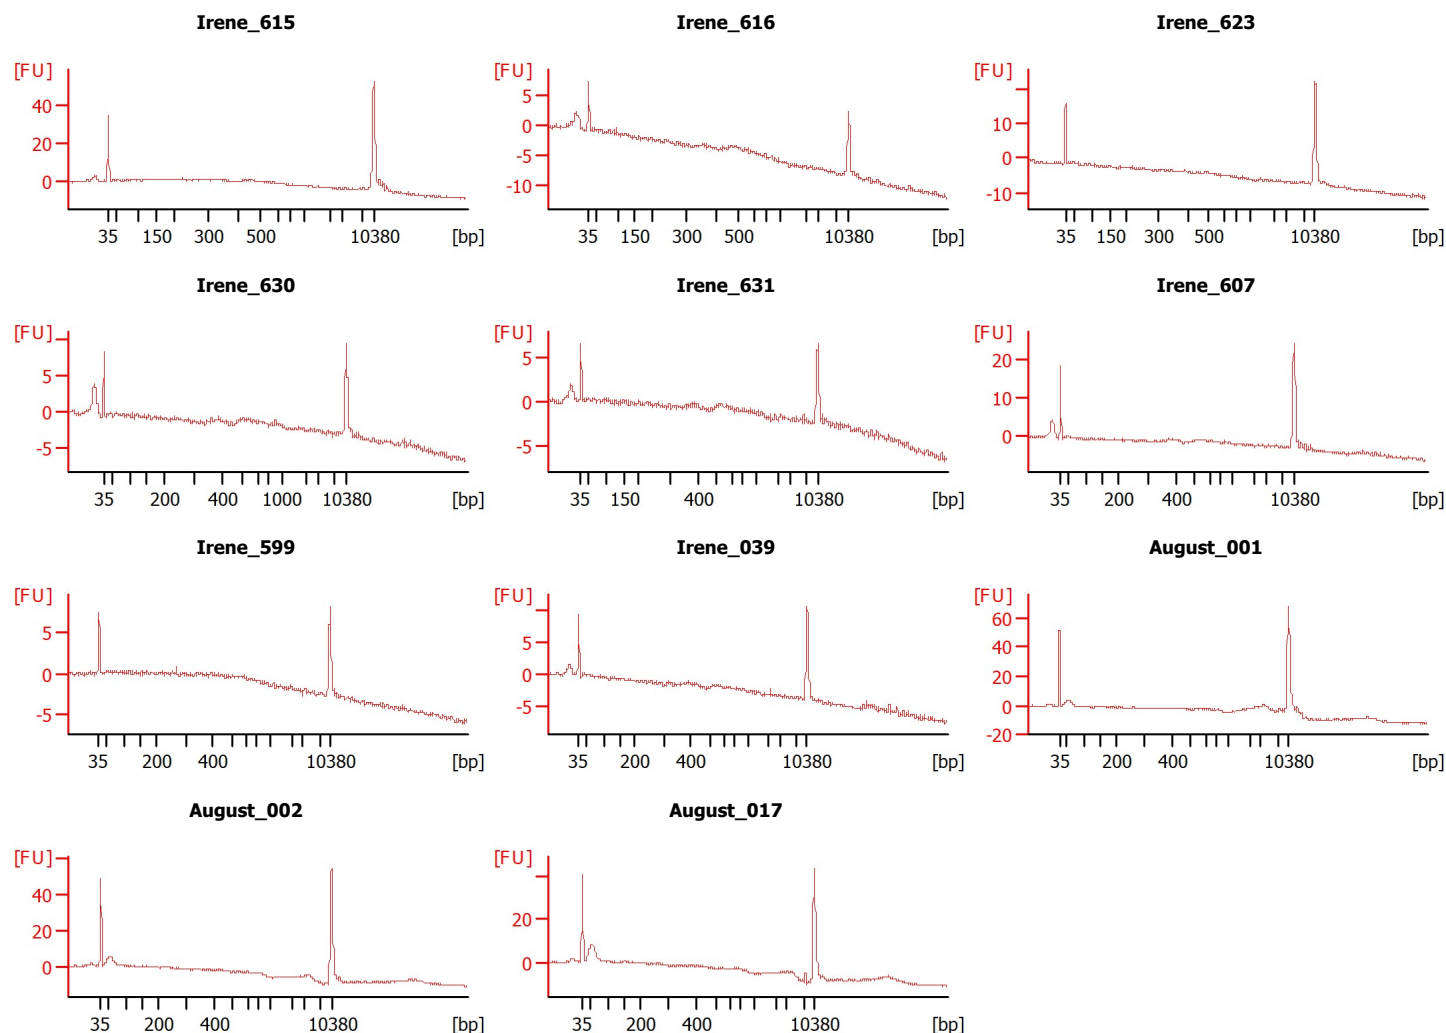 Irene_615 Irene_616 Irene_623
[FU] [FU] [FU]
40 20 0
5 0 -5 -10
10 0 -10
35 150 300 500 10380 [bp]
35 150 300 500 10380 [bp]
35 150 300 500 10380 [bp]
Irene_630 Irene_631 Irene_607
[FU] [FU] [FU]
5 0 -5
5 0 -5
20 10 0
35 200 400 1000 10380 [bp]
35 150 400 10380 [bp]
35 200 400 10380 [bp]
Irene_599 Irene_039 August_001
[FU] [FU] [FU]
5 0 -5
5 0 -5
60 40 20 0 -20
35 200 400 10380 [bp]
35 200 400 10380 [bp]
35 200 400 10380 [bp]
August_002 August_017
[FU] [FU]
40 20 0
20 0
35 200 400 10380 [bp]
35 200 400 10380 [bp]